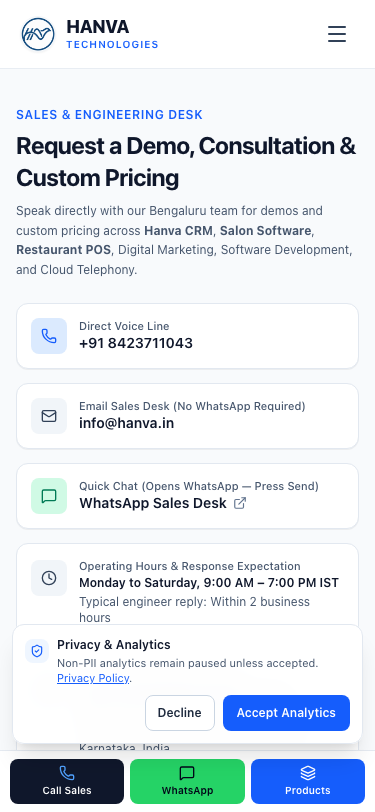 HANVA
TECHNOLOGIES
SALES & ENGINEERING DESK
Request a Demo, Consultation &
Custom Pricing
Speak directly with our Bengaluru team for demos and
custom pricing across Hanva CRM, Salon Software,
Restaurant POS, Digital Marketing, Software Development,
and Cloud Telephony.
Direct Voice Line
+91 8423711043
Email Sales Desk (No WhatsApp Required)
info@hanva.in
Quick Chat (Opens WhatsApp — Press Send)
WhatsApp Sales Desk
Operating Hours & Response Expectation
Monday to Saturday, 9:00 AM – 7:00 PM IST
Typical engineer reply: Within 2 business
hours
Privacy & Analytics
Non-PII analytics remain paused unless accepted.
Privacy Policy.
Decline
Accept Analytics
Karnataka, India
Call Sales
WhatsApp
Products